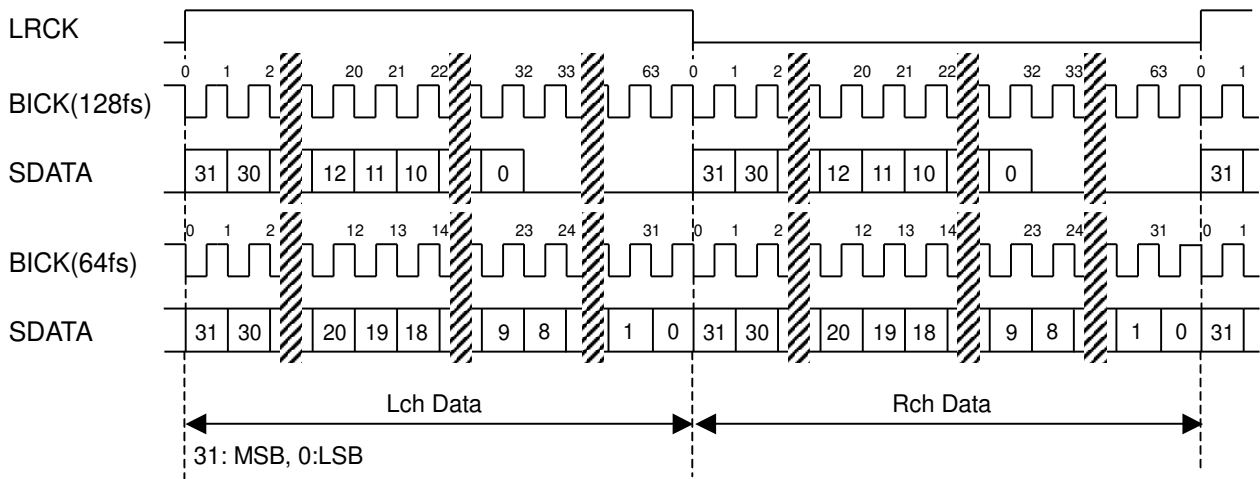 LRCK
0 1 2 20 21 22 32 33 63 0 1 2 20 21 22 32 33 63 0 1
BICK(128fs)
SDATA 31 30 12 11 10 0 31 30 12 11 10 0 31
0 1 2 12 13 14 23 24 31 0 1 2 12 13 14 23 24 31 0 1
BICK(64fs)
SDATA 31 30 20 19 18 9 8 1 0 31 30 20 19 18 9 8 1 0 31
Lch Data Rch Data
31: MSB, 0:LSB